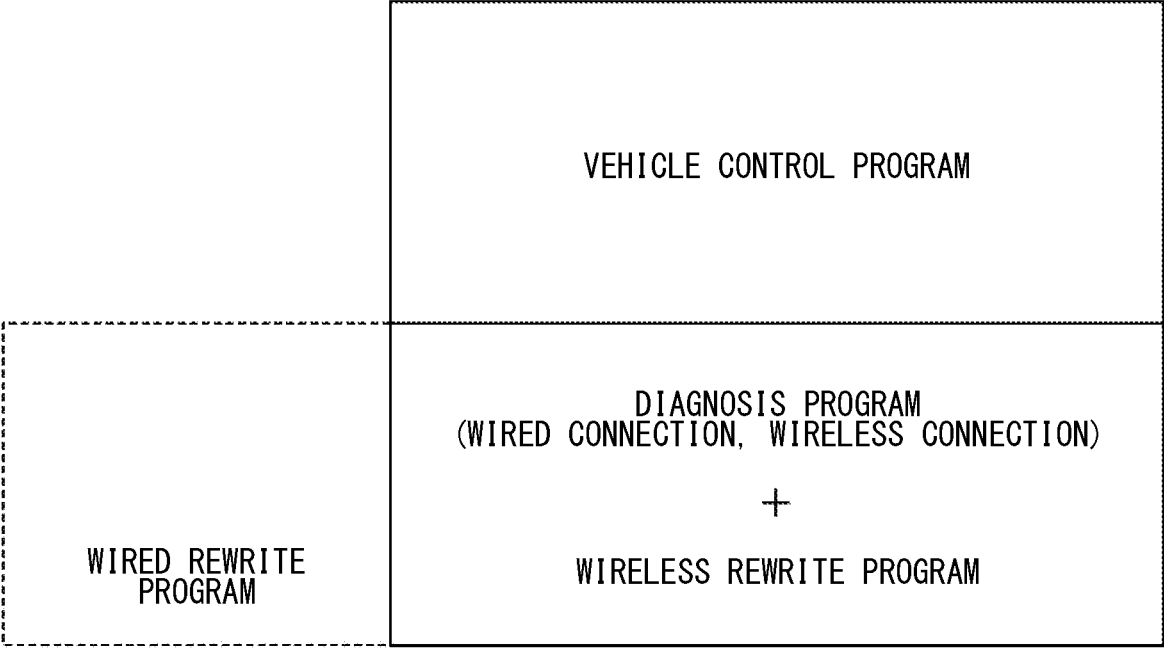 VEHICLE CONTROL PROGRAM
DIAGNOSIS PROGRAM
(WIRED CONNECTION, WIRELESS CONNECTION)
+
WIRELESS REWRITE PROGRAM
WIRED REWRITE
PROGRAM